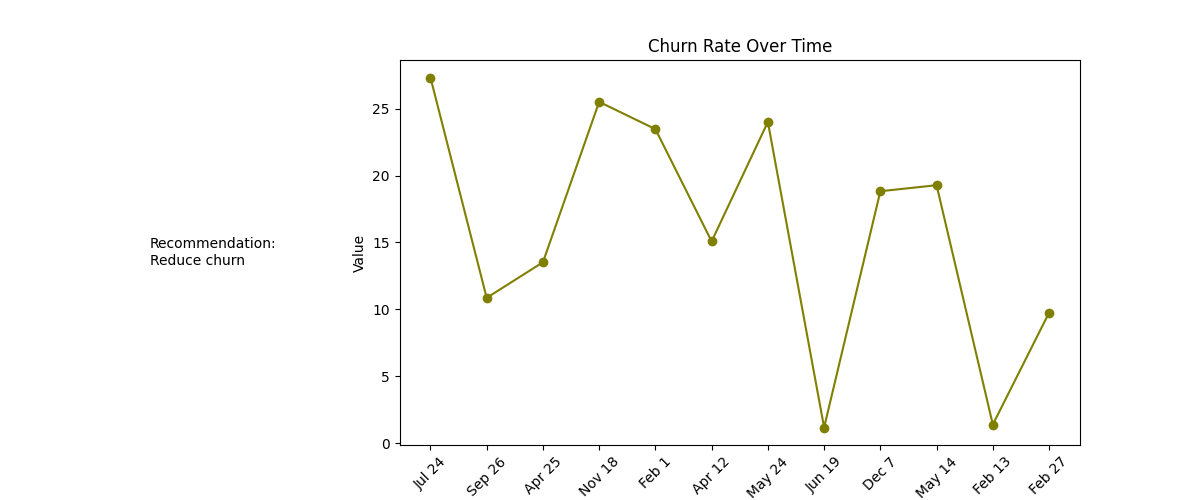 Churn Rate Over Time
Recommendation:
Reduce churn
Value
25
20
15
10
5
0
Jul 24
Sep 26
Apr 25
Nov 18
Feb 1
Apr 12
May 24
Jun 19
Dec 7
May 14
Feb 13
Feb 27